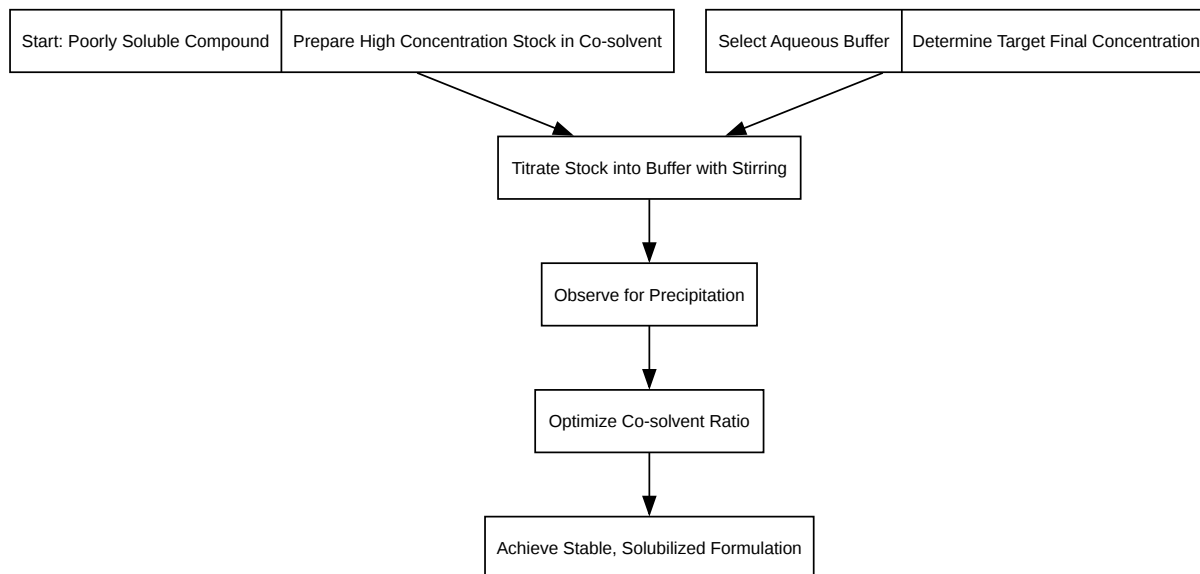 Start: Poorly Soluble Compound
Prepare High Concentration Stock in Co-solvent
Select Aqueous Buffer
Determine Target Final Concentration
Titrate Stock into Buffer with Stirring
Observe for Precipitation
Optimize Co-solvent Ratio
Achieve Stable, Solubilized Formulation